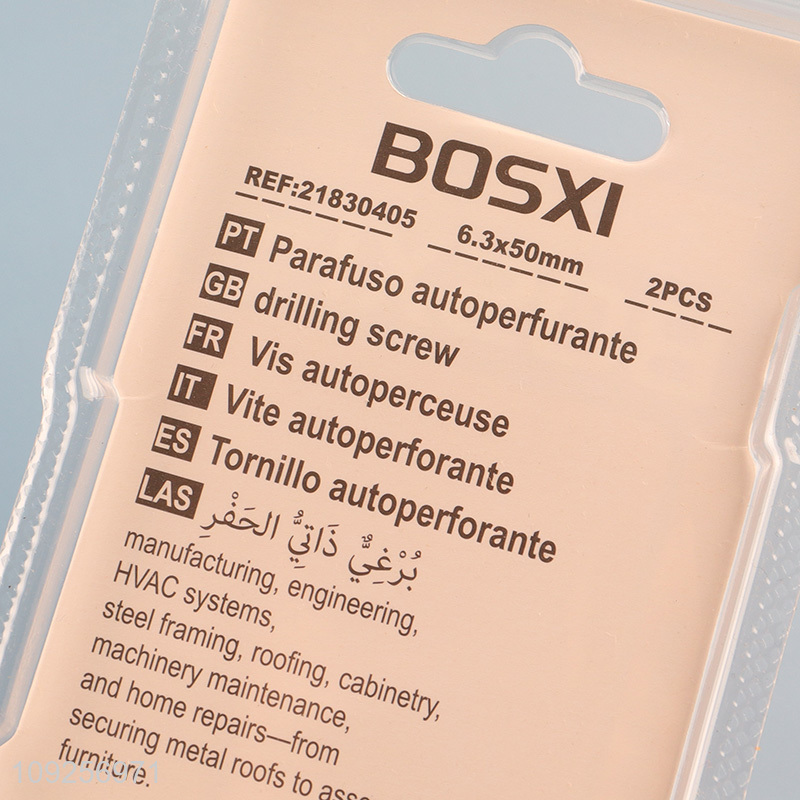 BOSXI
REF:21830405 6.3x50mm 2PCS
PT Parafuso autoperfurante
GB drilling screw
FR Vis autoperceuse
IT Vite autoperforante
ES Tornillo autoperforante
LAS بُرْغِيٌّ ذَاتِيُّ الحَفْرِ
manufacturing, engineering,
HVAC systems,
steel framing, roofing, cabinetry,
machinery maintenance,
and home repairs—from
securing metal roofs to
furniture.